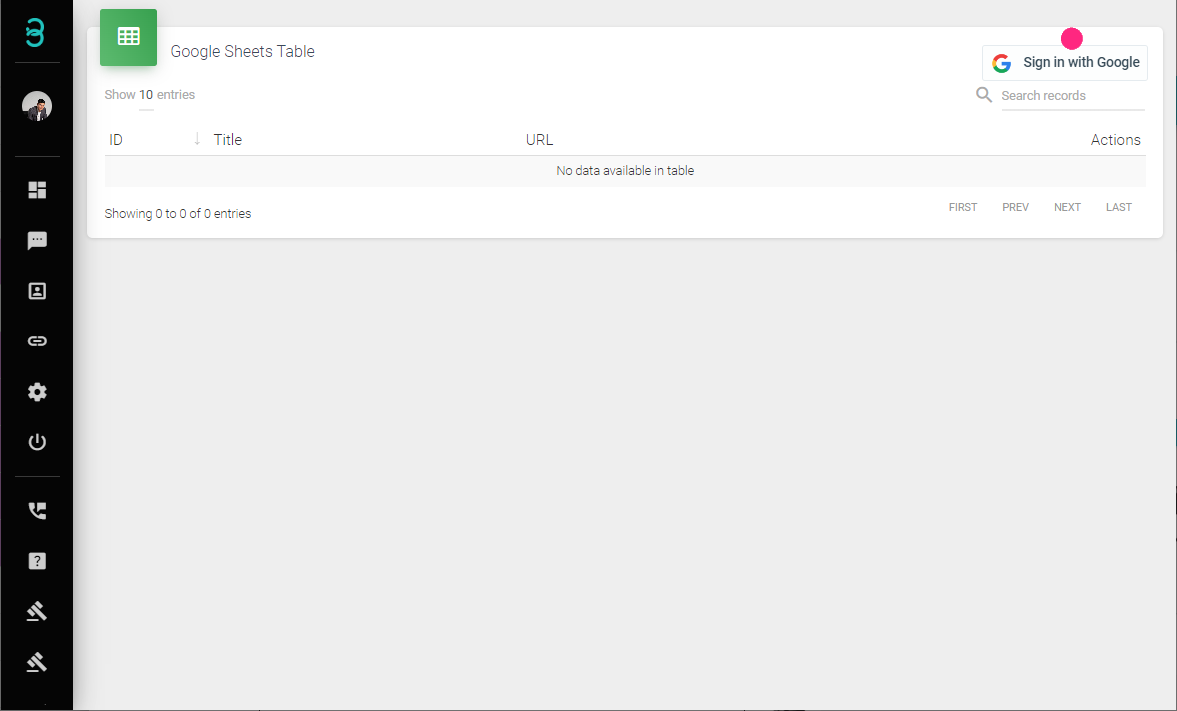 Google Sheets Table
Sign in with Google
Show 10 entries
Search records
ID Title URL Actions
No data available in table
Showing 0 to 0 of 0 entries
FIRST PREV NEXT LAST
?